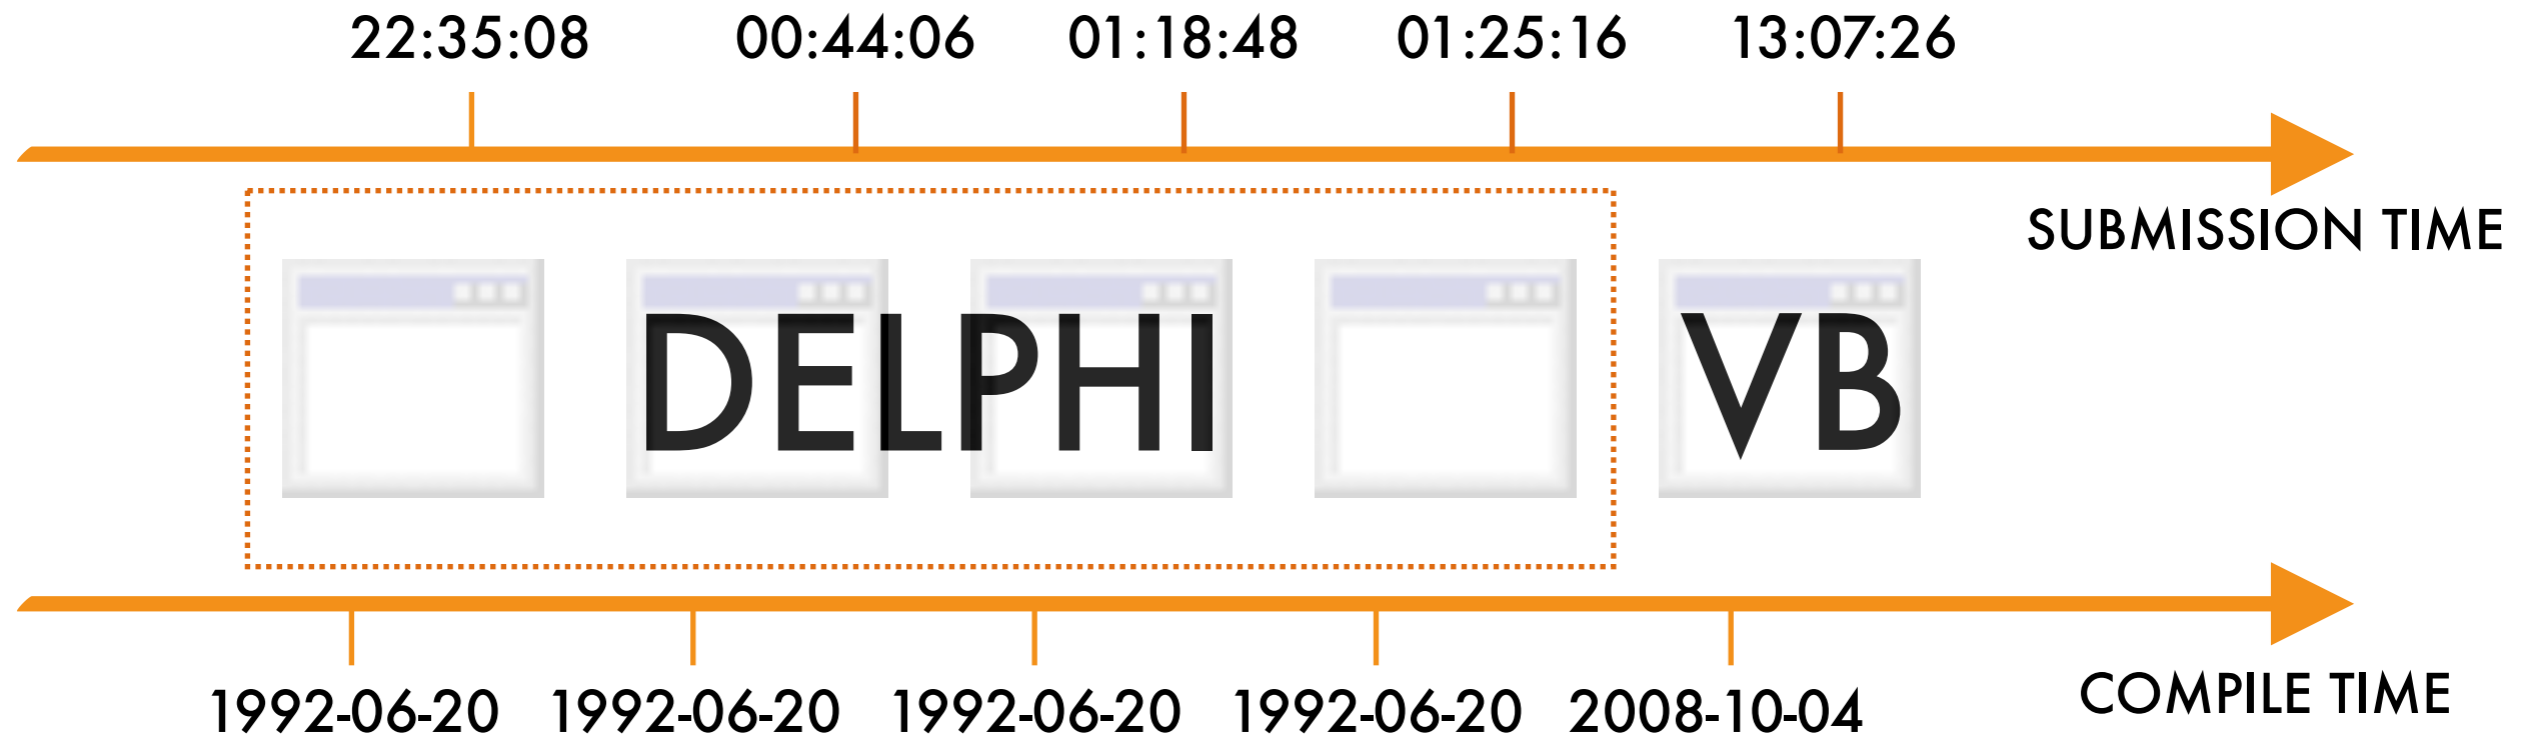 22:35:08 00:44:06 01:18:48 01:25:16 13:07:26
SUBMISSION TIME
DELPHI VB
1992-06-20 1992-06-20 1992-06-20 1992-06-20 2008-10-04
COMPILE TIME